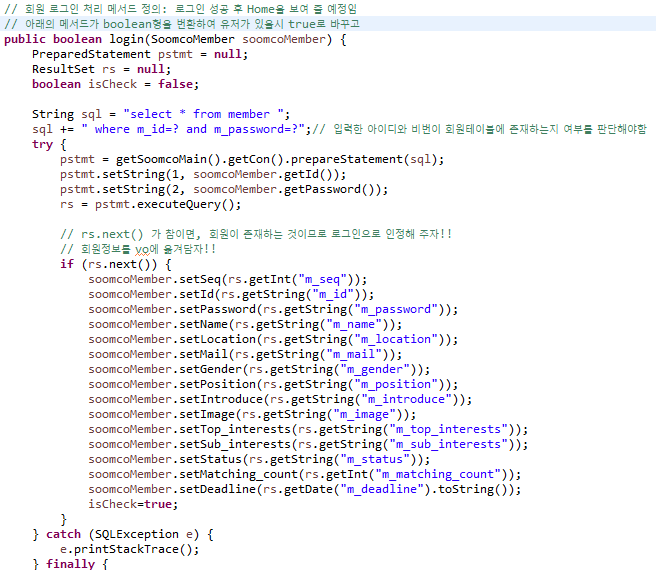 // 회원 로그인 처리 메서드 정의: 로그인 성공 후 Home을 보여 줄 예정임
// 아래의 메서드가 boolean형을 반환하여 유저가 있을시 true로 바꾸고
public boolean login(SoomcoMember soomcoMember) {
PreparedStatement pstmt = null;
ResultSet rs = null;
boolean isCheck = false;
String sql = "select * from member ";
sql += " where m_id=? and m_password=?";// 입력한 아이디와 비번이 회원테이블에 존재하는지 여부를 판단해야함
try {
pstmt = getSoomcoMain().getCon().prepareStatement(sql);
pstmt.setString(1, soomcoMember.getId());
pstmt.setString(2, soomcoMember.getPassword());
rs = pstmt.executeQuery();
// rs.next() 가 참이면, 회원이 존재하는 것이므로 로그인으로 인정해 주자!!
// 회원정보를 vo에 옮겨담자!!
if (rs.next()) {
soomcoMember.setSeq(rs.getInt("m_seq"));
soomcoMember.setId(rs.getString("m_id"));
soomcoMember.setPassword(rs.getString("m_password"));
soomcoMember.setName(rs.getString("m_name"));
soomcoMember.setLocation(rs.getString("m_location"));
soomcoMember.setMail(rs.getString("m_mail"));
soomcoMember.setGender(rs.getString("m_gender"));
soomcoMember.setPosition(rs.getString("m_position"));
soomcoMember.setIntroduce(rs.getString("m_introduce"));
soomcoMember.setImage(rs.getString("m_image"));
soomcoMember.setTop_interests(rs.getString("m_top_interests"));
soomcoMember.setSub_interests(rs.getString("m_sub_interests"));
soomcoMember.setStatus(rs.getString("m_status"));
soomcoMember.setMatching_count(rs.getInt("m_matching_count"));
soomcoMember.setDeadline(rs.getDate("m_deadline").toString());
isCheck=true;
}
} catch (SQLException e) {
e.printStackTrace();
} finally {